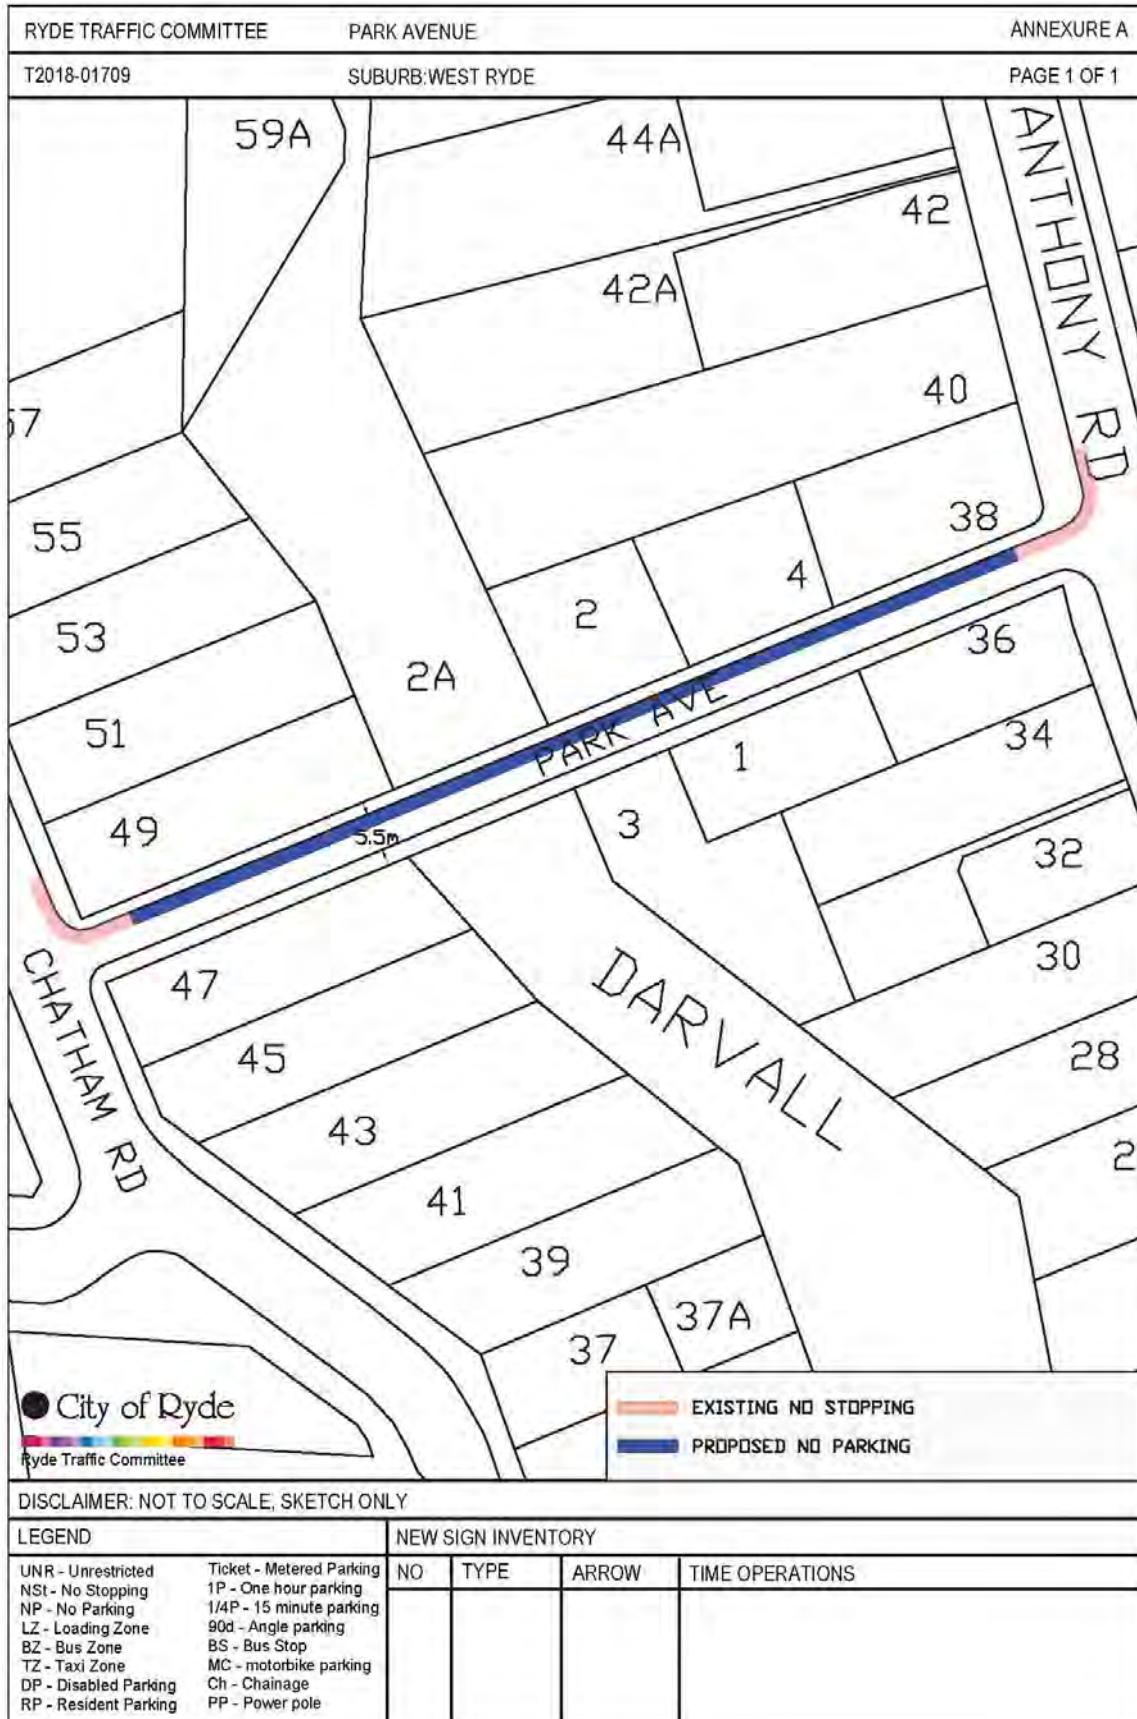 RYDE TRAFFIC COMMITTEE PARK AVENUE ANNEXURE A
T2018-01709 SUBURB:WEST RYDE PAGE 1 OF 1
59A
44A
ANTHONY RD
42
42A
40
57
38
55
4
2
53
36
2A
51
34
PARK AVE
1
49
5.5m
3
32
47
30
CHATHAM RD
DARVALL
45
28
43
2
41
39
37A
37
City of Ryde
Ryde Traffic Committee
EXISTING NO STOPPING
PROPOSED NO PARKING
DISCLAIMER: NOT TO SCALE, SKETCH ONLY
LEGEND
UNR - Unrestricted
NSt - No Stopping
NP - No Parking
LZ - Loading Zone
BZ - Bus Zone
TZ - Taxi Zone
DP - Disabled Parking
RP - Resident Parking
Ticket - Metered Parking
1P - One hour parking
1/4P - 15 minute parking
90d - Angle parking
BS - Bus Stop
MC - motorbike parking
Ch - Chainage
PP - Power pole
NEW SIGN INVENTORY
NO TYPE ARROW TIME OPERATIONS